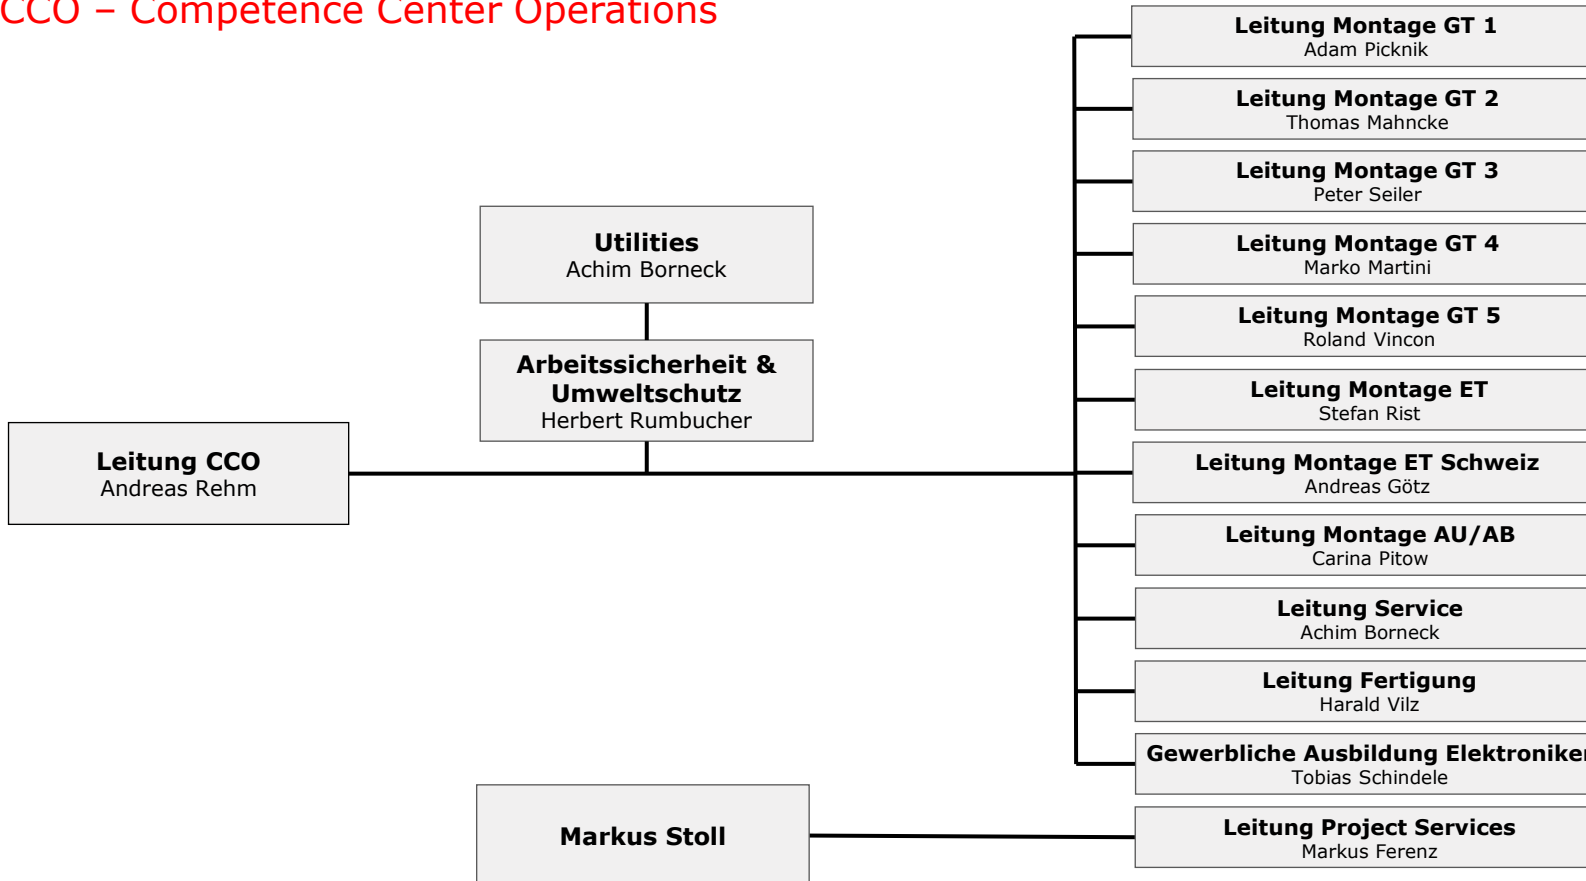 CCO – Competence Center Operations
Leitung Montage GT 1
Adam Picknik
Leitung Montage GT 2
Thomas Mahncke
Leitung Montage GT 3
Peter Seiler
Utilities
Achim Borneck
Leitung Montage GT 4
Marko Martini
Leitung Montage GT 5
Roland Vincon
Arbeitssicherheit &
Umweltschutz
Herbert Rumbucher
Leitung Montage ET
Stefan Rist
Leitung CCO
Andreas Rehm
Leitung Montage ET Schweiz
Andreas Götz
Leitung Montage AU/AB
Carina Pitow
Leitung Service
Achim Borneck
Leitung Fertigung
Harald Vilz
Gewerbliche Ausbildung Elektroniker
Tobias Schindele
Markus Stoll
Leitung Project Services
Markus Ferenz